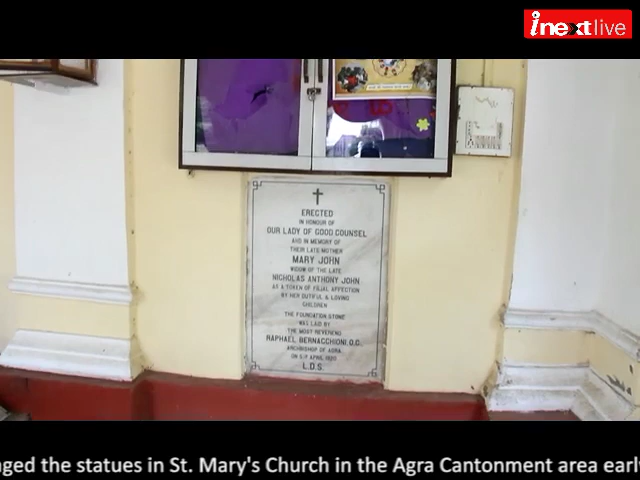 inextlive
ERECTED
IN HONOUR OF
OUR LADY OF GOOD COUNSEL
AND IN MEMORY OF
THEIR LATE MOTHER
MARY JOHN
WIDOW OF THE LATE
NICHOLAS ANTHONY JOHN
AS A TOKEN OF FILIAL AFFECTION
BY HER DUTIFUL & LOVING
CHILDREN
THE FOUNDATION STONE
WAS LAID BY
THE MOST REVEREND
RAPHAEL BERNACCHIONI O.C.
ARCHBISHOP OF AGRA
ON APRIL
L.D.S.
ged the statues in St. Mary's Church in the Agra Cantonment area early